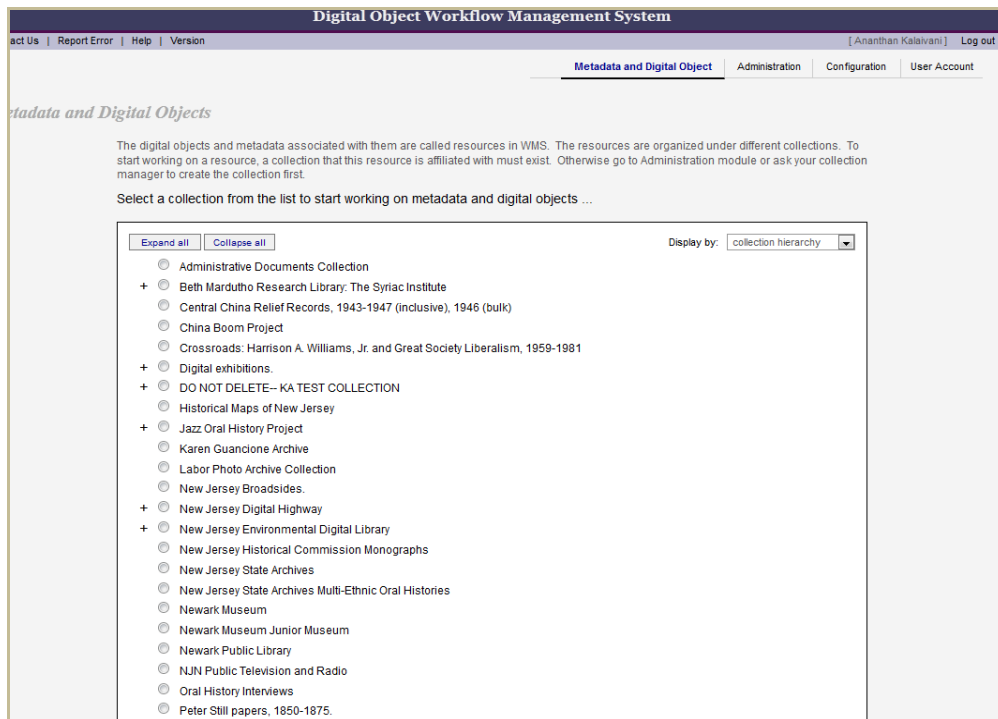 Digital Object Workflow Management System
act Us | Report Error | Help | Version [ Ananthan Kalaivani ] Log out
Metadata and Digital Object Administration Configuration User Account
etadata and Digital Objects
The digital objects and metadata associated with them are called resources in WMS. The resources are organized under different collections. To
start working on a resource, a collection that this resource is affiliated with must exist. Otherwise go to Administration module or ask your collection
manager to create the collection first.
Select a collection from the list to start working on metadata and digital objects ...
Expand all Collapse all Display by: collection hierarchy
Administrative Documents Collection
+ Beth Mardutho Research Library: The Syriac Institute
Central China Relief Records, 1943-1947 (inclusive), 1946 (bulk)
China Boom Project
Crossroads: Harrison A. Williams, Jr. and Great Society Liberalism, 1959-1981
+ Digital exhibitions.
+ DO NOT DELETE-- KA TEST COLLECTION
Historical Maps of New Jersey
+ Jazz Oral History Project
Karen Guancione Archive
Labor Photo Archive Collection
New Jersey Broadsides.
+ New Jersey Digital Highway
+ New Jersey Environmental Digital Library
New Jersey Historical Commission Monographs
New Jersey State Archives
New Jersey State Archives Multi-Ethnic Oral Histories
Newark Museum
Newark Museum Junior Museum
Newark Public Library
NJN Public Television and Radio
Oral History Interviews
Peter Still papers, 1850-1875.